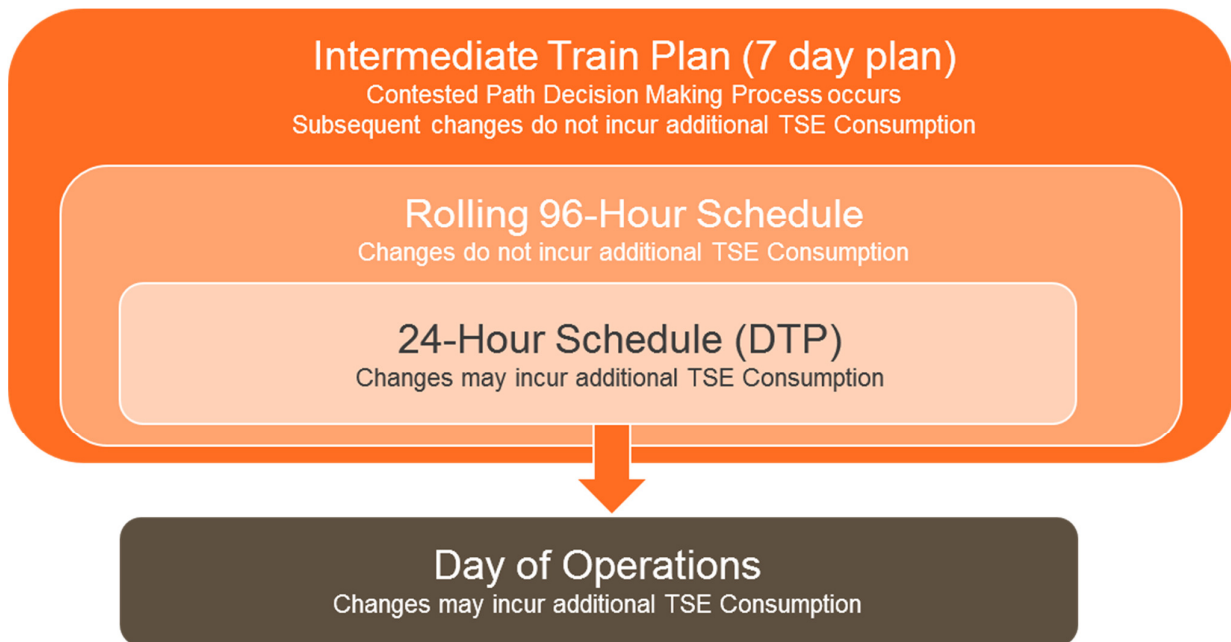 Intermediate Train Plan (7 day plan)
Contested Path Decision Making Process occurs
Subsequent changes do not incur additional TSE Consumption
Rolling 96-Hour Schedule
Changes do not incur additional TSE Consumption
24-Hour Schedule (DTP)
Changes may incur additional TSE Consumption
Day of Operations
Changes may incur additional TSE Consumption